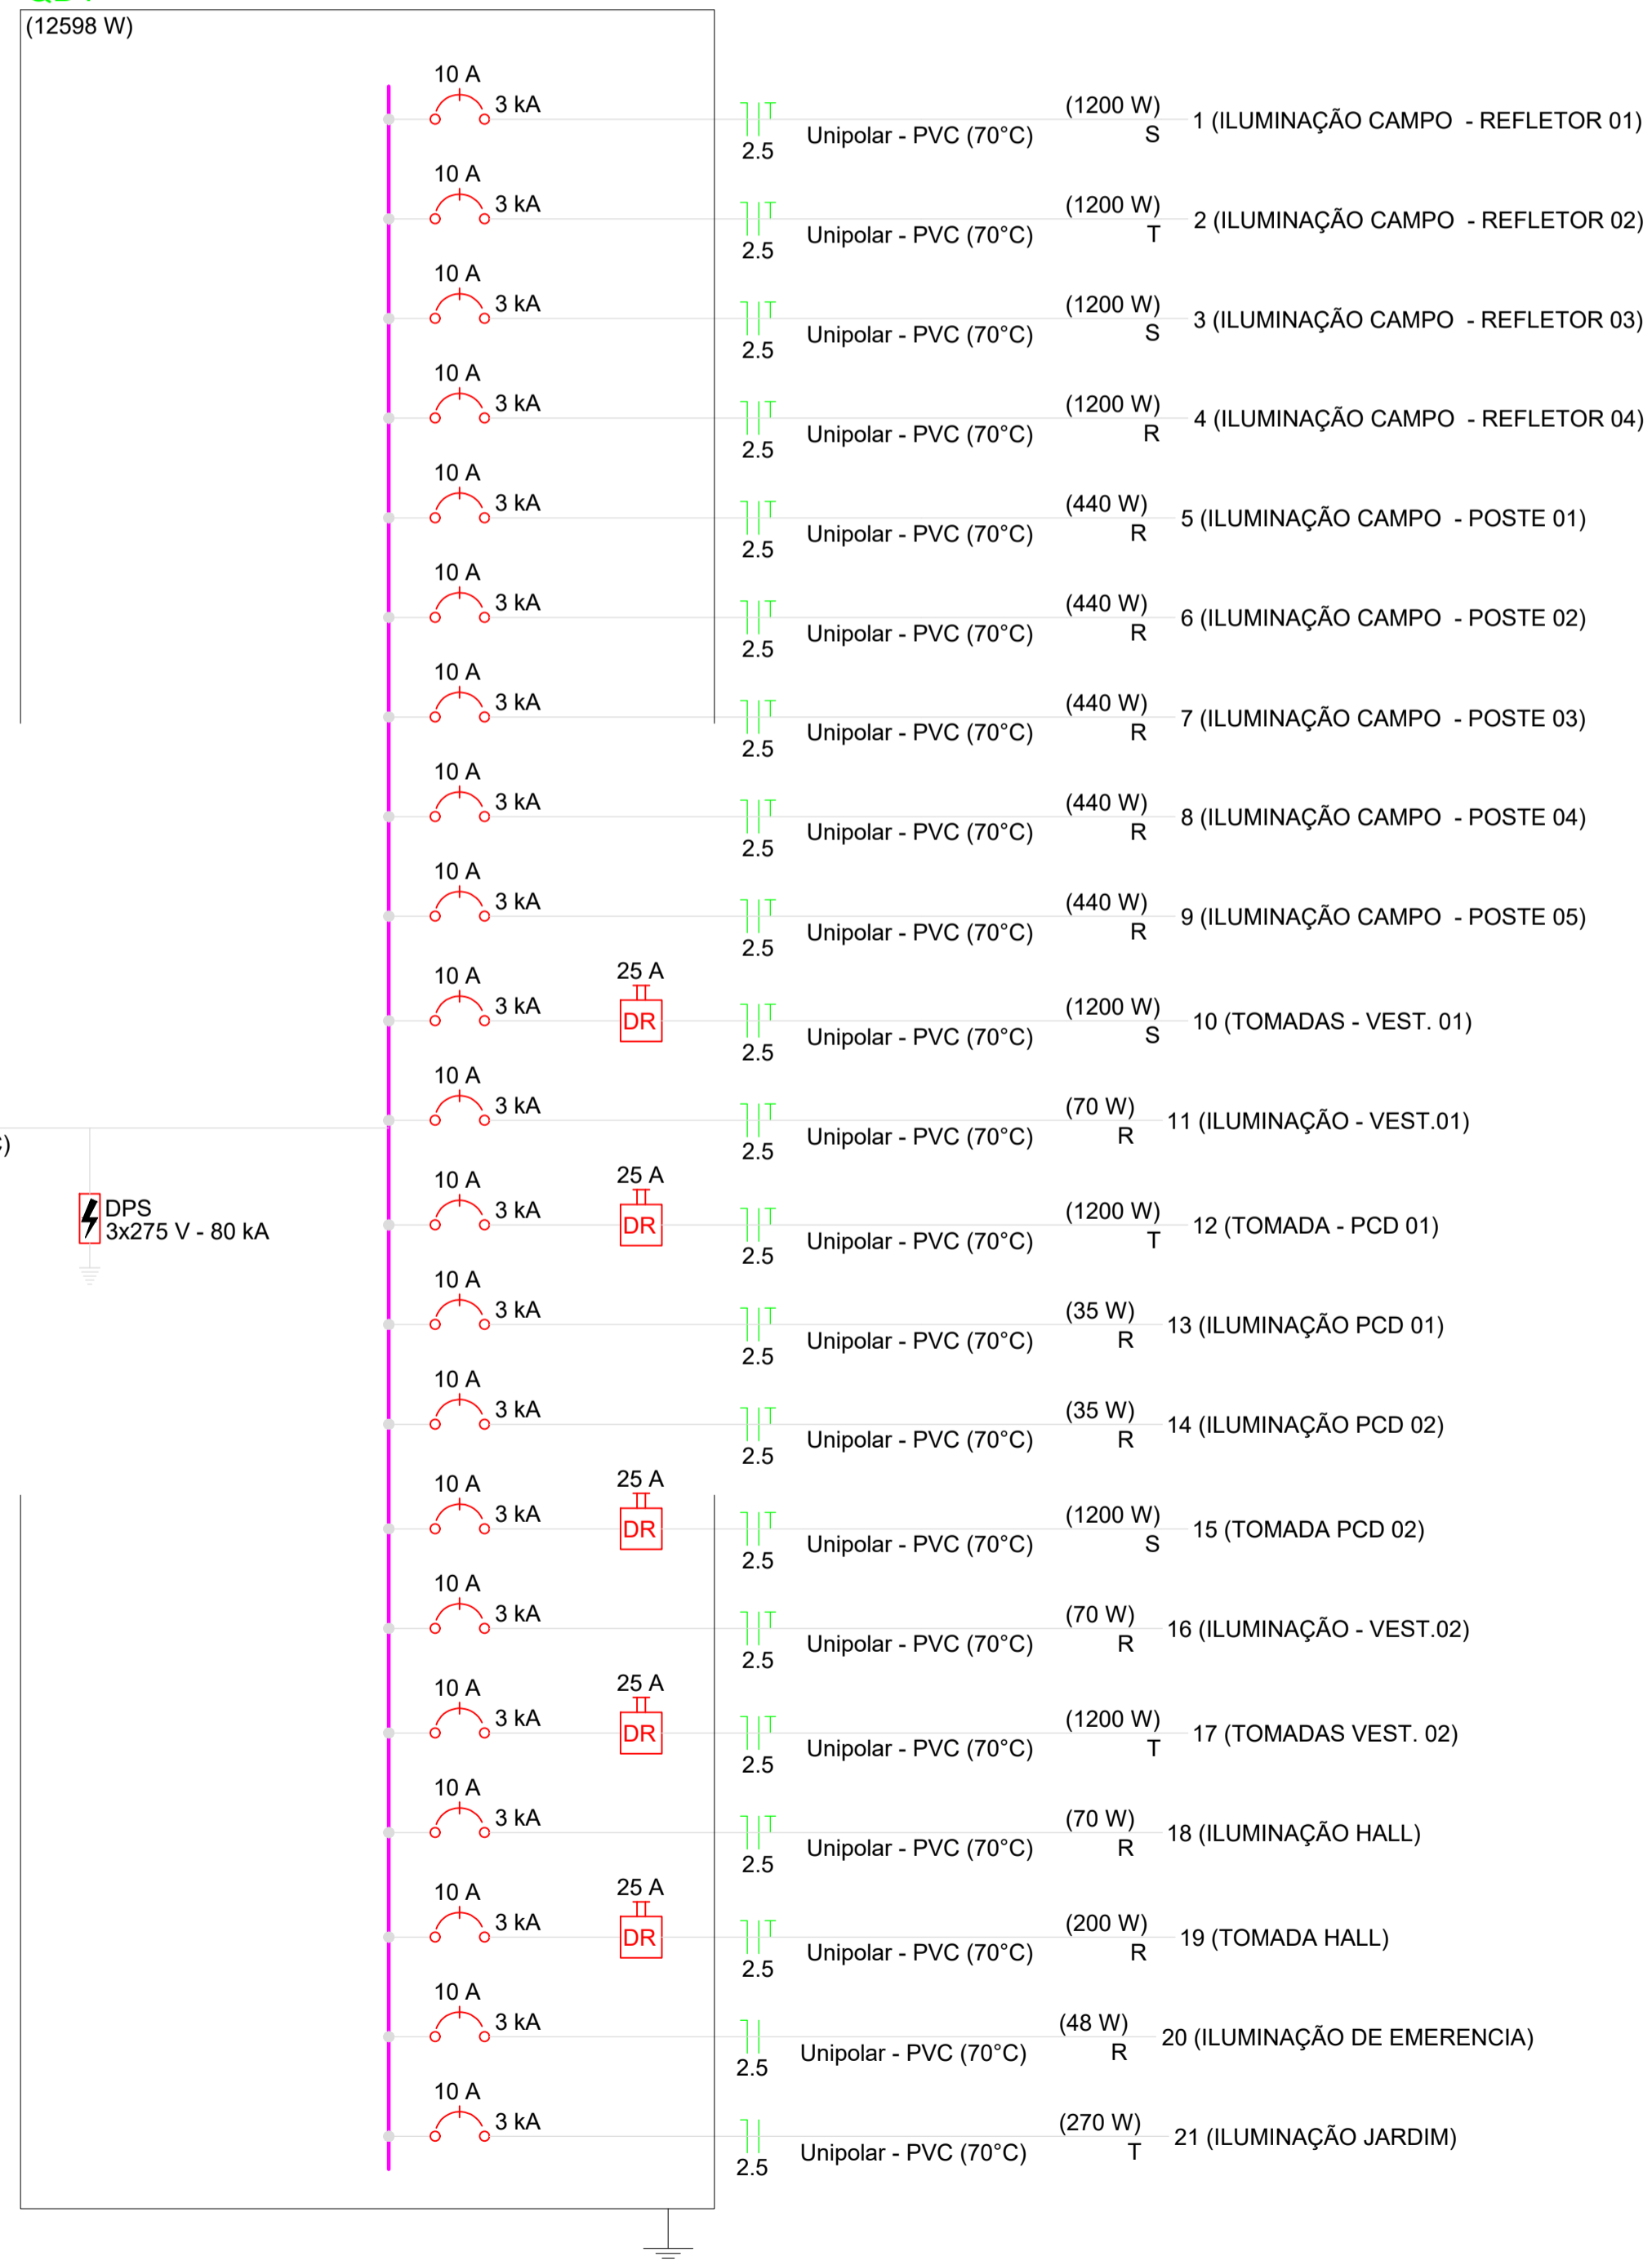 (12598 W)
10 A
3 kA
2.5
Unipolar - PVC (70°C)
(1200 W)
S
1 (ILUMINAÇÃO CAMPO - REFLETOR 01)
10 A
3 kA
2.5
Unipolar - PVC (70°C)
(1200 W)
T
2 (ILUMINAÇÃO CAMPO - REFLETOR 02)
10 A
3 kA
2.5
Unipolar - PVC (70°C)
(1200 W)
S
3 (ILUMINAÇÃO CAMPO - REFLETOR 03)
10 A
3 kA
2.5
Unipolar - PVC (70°C)
(1200 W)
R
4 (ILUMINAÇÃO CAMPO - REFLETOR 04)
10 A
3 kA
2.5
Unipolar - PVC (70°C)
(440 W)
R
5 (ILUMINAÇÃO CAMPO - POSTE 01)
10 A
3 kA
2.5
Unipolar - PVC (70°C)
(440 W)
R
6 (ILUMINAÇÃO CAMPO - POSTE 02)
10 A
3 kA
2.5
Unipolar - PVC (70°C)
(440 W)
R
7 (ILUMINAÇÃO CAMPO - POSTE 03)
10 A
3 kA
2.5
Unipolar - PVC (70°C)
(440 W)
R
8 (ILUMINAÇÃO CAMPO - POSTE 04)
10 A
3 kA
2.5
Unipolar - PVC (70°C)
(440 W)
R
9 (ILUMINAÇÃO CAMPO - POSTE 05)
10 A
3 kA
25 A
DR
2.5
Unipolar - PVC (70°C)
(1200 W)
S
10 (TOMADAS - VEST. 01)
10 A
3 kA
2.5
Unipolar - PVC (70°C)
(70 W)
R
11 (ILUMINAÇÃO - VEST.01)
DPS
3x275 V - 80 kA
10 A
3 kA
25 A
DR
2.5
Unipolar - PVC (70°C)
(1200 W)
T
12 (TOMADA - PCD 01)
10 A
3 kA
2.5
Unipolar - PVC (70°C)
(35 W)
R
13 (ILUMINAÇÃO PCD 01)
10 A
3 kA
2.5
Unipolar - PVC (70°C)
(35 W)
R
14 (ILUMINAÇÃO PCD 02)
10 A
3 kA
25 A
DR
2.5
Unipolar - PVC (70°C)
(1200 W)
S
15 (TOMADA PCD 02)
10 A
3 kA
2.5
Unipolar - PVC (70°C)
(70 W)
R
16 (ILUMINAÇÃO - VEST.02)
10 A
3 kA
25 A
DR
2.5
Unipolar - PVC (70°C)
(1200 W)
T
17 (TOMADAS VEST. 02)
10 A
3 kA
2.5
Unipolar - PVC (70°C)
(70 W)
R
18 (ILUMINAÇÃO HALL)
10 A
3 kA
25 A
DR
2.5
Unipolar - PVC (70°C)
(200 W)
R
19 (TOMADA HALL)
10 A
3 kA
2.5
Unipolar - PVC (70°C)
(48 W)
R
20 (ILUMINAÇÃO DE EMERENCIA)
10 A
3 kA
2.5
Unipolar - PVC (70°C)
(270 W)
T
21 (ILUMINAÇÃO JARDIM)